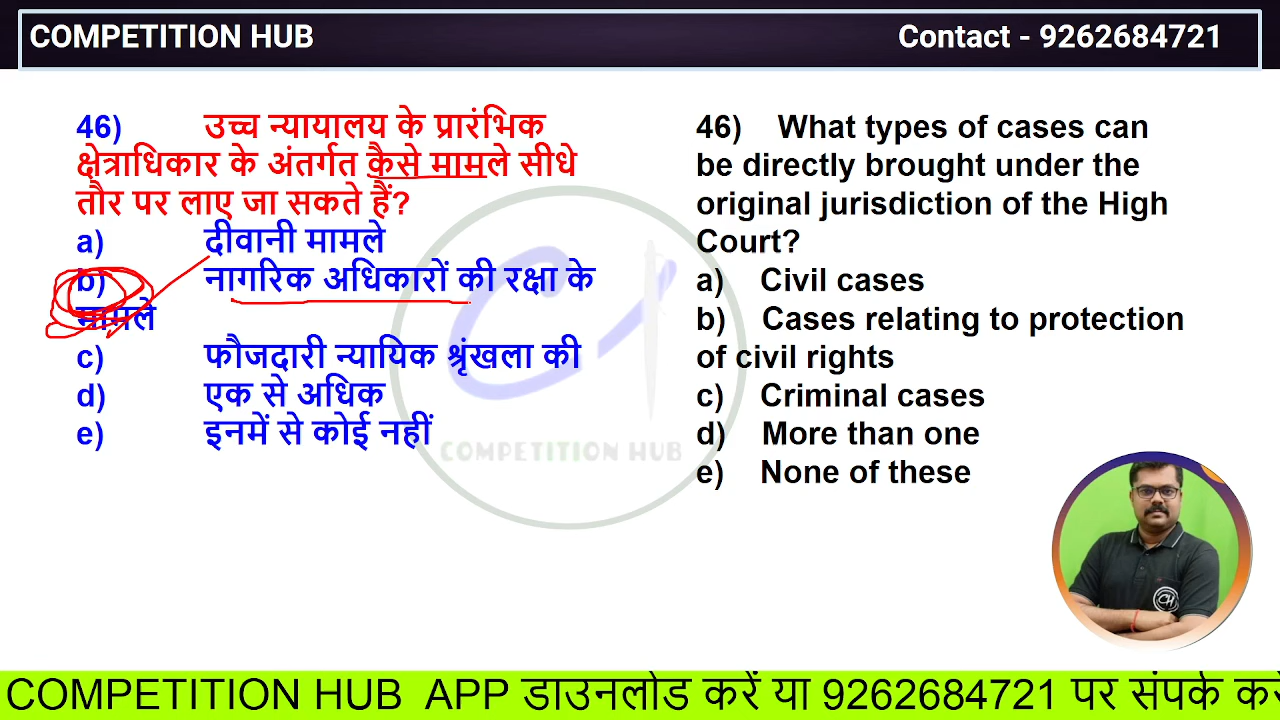 COMPETITION HUB
Contact - 9262684721
46) उच्च न्यायालय के प्रारंभिक
क्षेत्राधिकार के अंतर्गत कैसे मामले सीधे
तौर पर लाए जा सकते हैं?
a) दीवानी मामले
b) नागरिक अधिकारों की रक्षा के
मामले
c) फौजदारी न्यायिक श्रृंखला की
d) एक से अधिक
e) इनमें से कोई नहीं
46) What types of cases can
be directly brought under the
original jurisdiction of the High
Court?
a) Civil cases
b) Cases relating to protection
of civil rights
c) Criminal cases
d) More than one
e) None of these
COMPETITION HUB
CH
COMPETITION HUB APP डाउनलोड करें या 9262684721 पर संपर्क करें